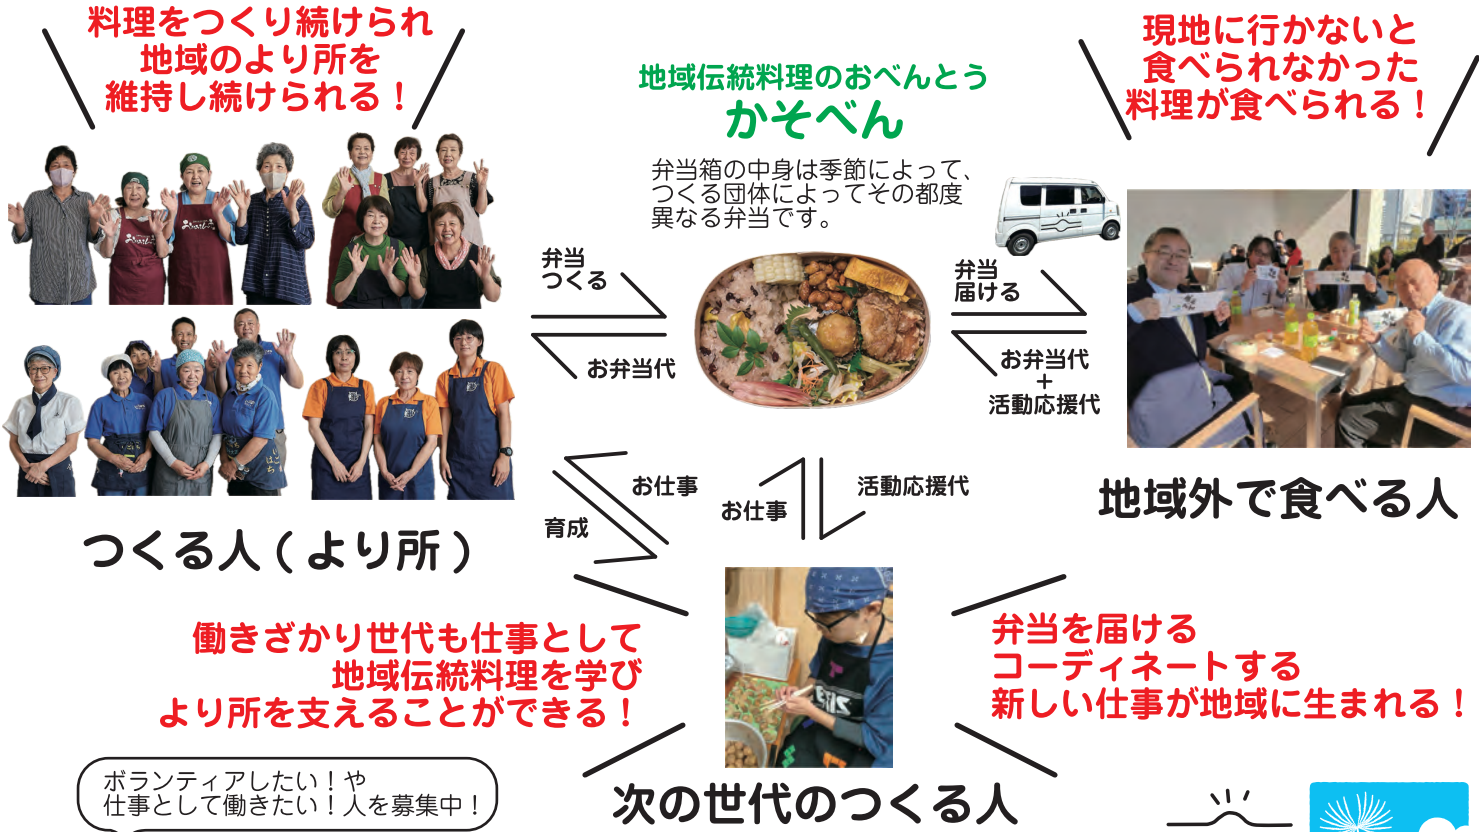 料理をつくり続けられ
地域のより所を
維持し続けられる！
地域伝統料理のおべんとう
かそべん
弁当箱の中身は季節によって、
つくる団体によってその都度
異なる弁当です。
現地に行かないと
食べられなかった
料理が食べられる！
弁当
つくる
お弁当代
弁当
届ける
お弁当代
＋
活動応援代
つくる人(より所)
地域外で食べる人
お仕事
育成
お仕事
活動応援代
働きざかり世代も仕事として
地域伝統料理を学び
より所を支えることができる！
弁当を届ける
コーディネートする
新しい仕事が地域に生まれる！
次の世代のつくる人
ボランティアしたい！や
仕事として働きたい！人を募集中！